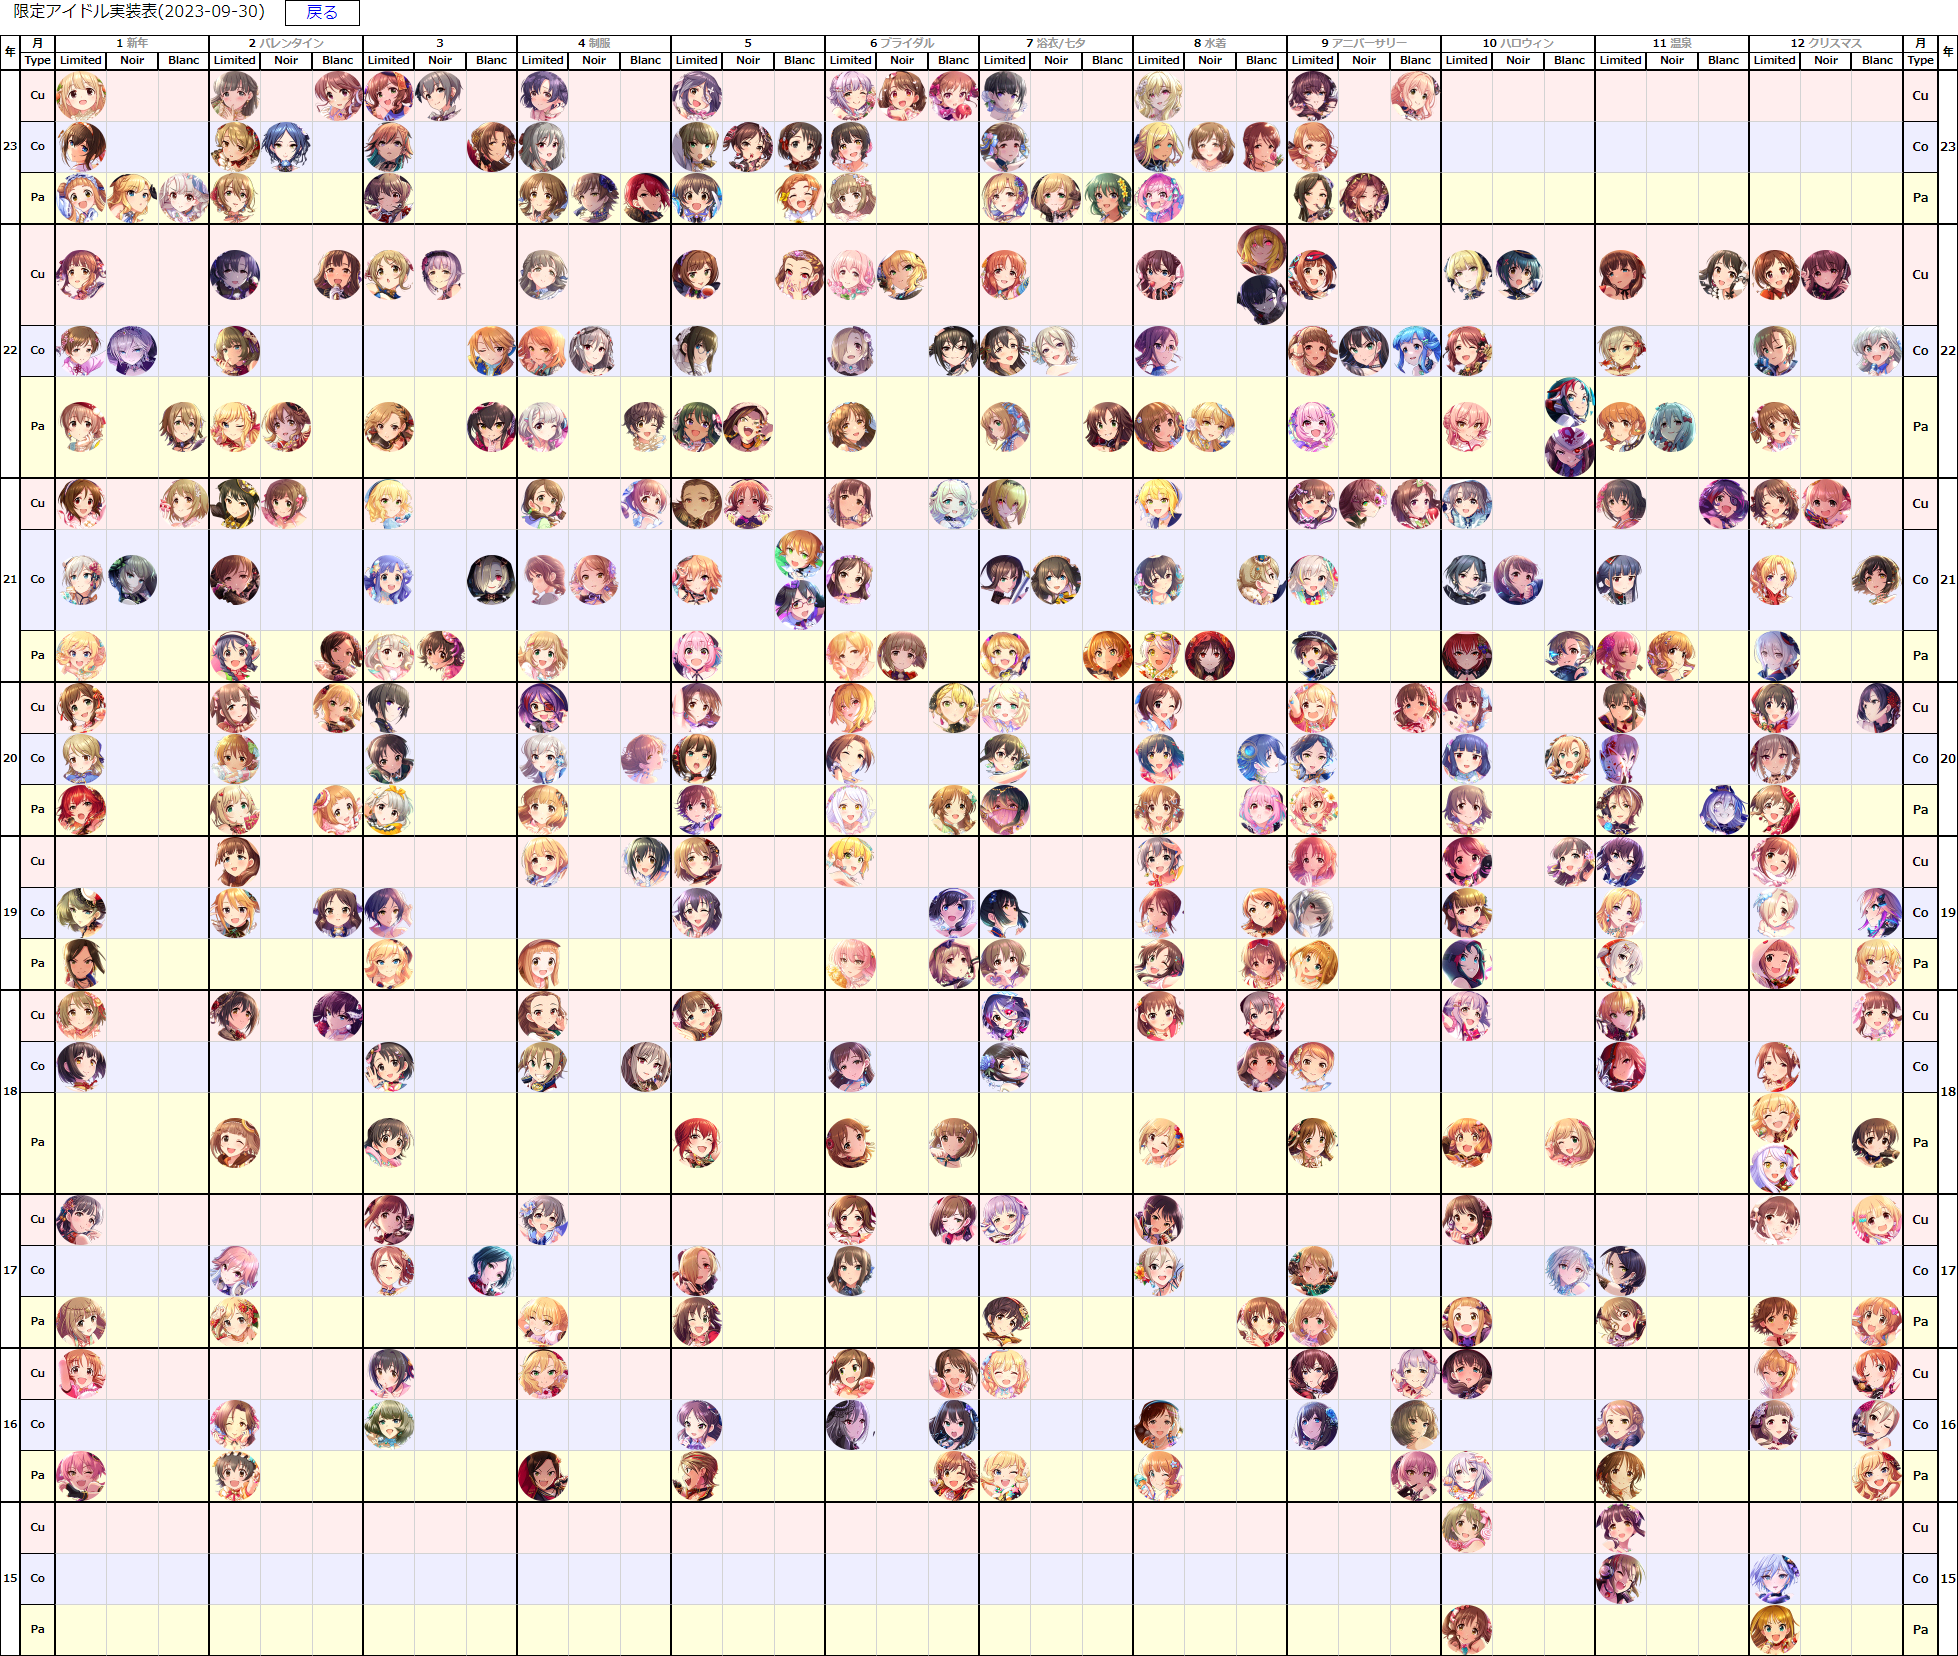 限定アイドル実装表(2023-09-30) 戻る
年 月 1 新年 2 バレンタイン 3 4 制服 5 6 ブライダル 7 浴衣/七夕 8 水着 9 アニバーサリー 10 ハロウィン 11 温泉 12 クリスマス 月 年
Type Limited Noir Blanc Limited Noir Blanc Limited Noir Blanc Limited Noir Blanc Limited Noir Blanc Limited Noir Blanc Limited Noir Blanc Limited Noir Blanc Limited Noir Blanc Limited Noir Blanc Limited Noir Blanc Limited Noir Blanc Type
Cu Cu
23 Co Co 23
Pa Pa
Cu Cu
22 Co Co 22
Pa Pa
Cu Cu
21 Co Co 21
Pa Pa
Cu Cu
20 Co Co 20
Pa Pa
Cu Cu
19 Co Co 19
Pa Pa
Cu Cu
Co Co
18 18
Pa Pa
Cu Cu
17 Co Co 17
Pa Pa
Cu Cu
16 Co Co 16
Pa Pa
Cu Cu
15 Co Co 15
Pa Pa